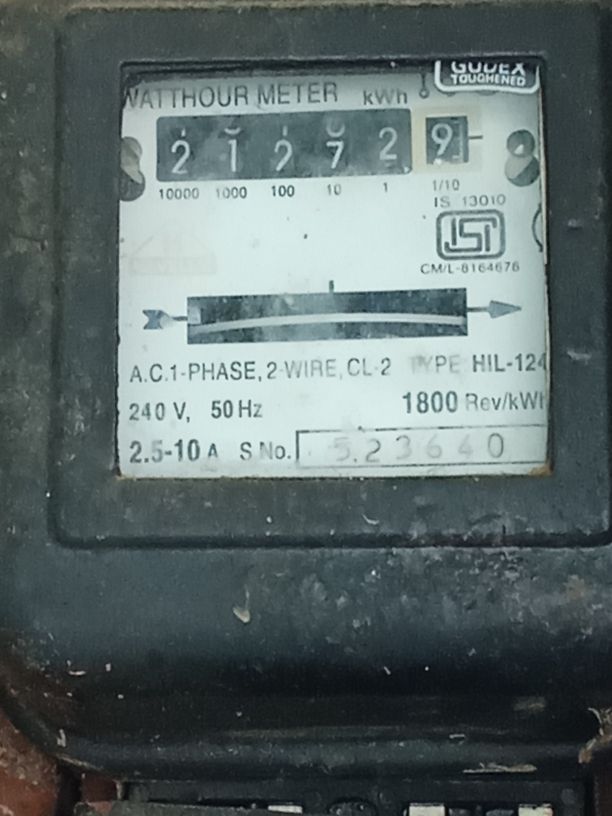 GUDEX
TOUGHENED
WATTHOUR METER kWh
2 1 2 7 2 9
10000 1000 100 10 1 1/10
IS 13010
ISI
CM/L-8164676
A.C.1-PHASE, 2-WIRE, CL-2 TYPE HIL-124
240 V, 50 Hz 1800 Rev/kWh
2.5-10 A S No. 523640